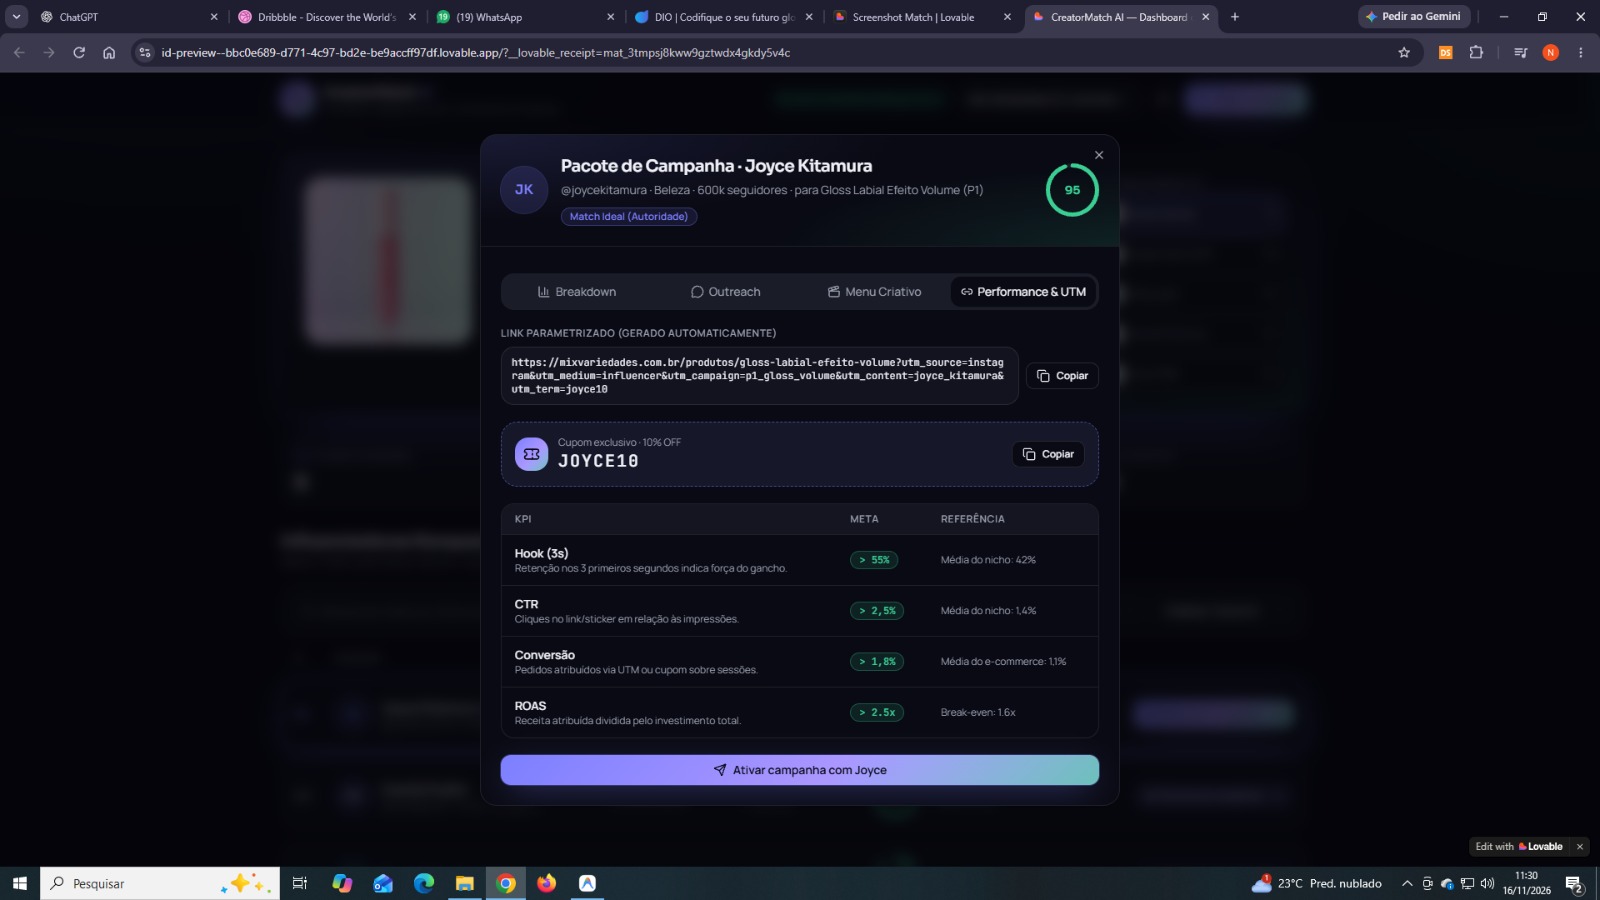 ChatGPT
Dribbble - Discover the World's
19
(19) WhatsApp
DIO | Codifique o seu futuro glo
Screenshot Match | Lovable
CreatorMatch AI — Dashboard
Pedir ao Gemini
id-preview--bbc0e689-d771-4c97-bd2e-be9accff97df.lovable.app/?__lovable_receipt=mat_3tmpsj8kww9gztwdx4gkdy5v4c
DS
N
JK
Pacote de Campanha · Joyce Kitamura
@joycekitamura · Beleza · 600k seguidores · para Gloss Labial Efeito Volume (P1)
Match Ideal (Autoridade)
95
Breakdown
Outreach
Menu Criativo
Performance & UTM
LINK PARAMETRIZADO (GERADO AUTOMATICAMENTE)
https://mixvariedades.com.br/produtos/gloss-labial-efeito-volume?utm_source=instag
ram&utm_medium=influencer&utm_campaign=p1_gloss_volume&utm_content=joyce_kitamura&
utm_term=joyce10
Copiar
Cupom exclusivo · 10% OFF
JOYCE10
Copiar
KPI META REFERÊNCIA
Hook (3s)
Retenção nos 3 primeiros segundos indica força do gancho.
> 55%
Média do nicho: 42%
CTR
Cliques no link/sticker em relação às impressões.
> 2,5%
Média do nicho: 1,4%
Conversão
Pedidos atribuídos via UTM ou cupom sobre sessões.
> 1,8%
Média do e-commerce: 1,1%
ROAS
Receita atribuída dividida pelo investimento total.
> 2.5x
Break-even: 1.6x
Ativar campanha com Joyce
Edit with Lovable
Pesquisar
1
23°C Pred. nublado
11:30
16/11/2026
2